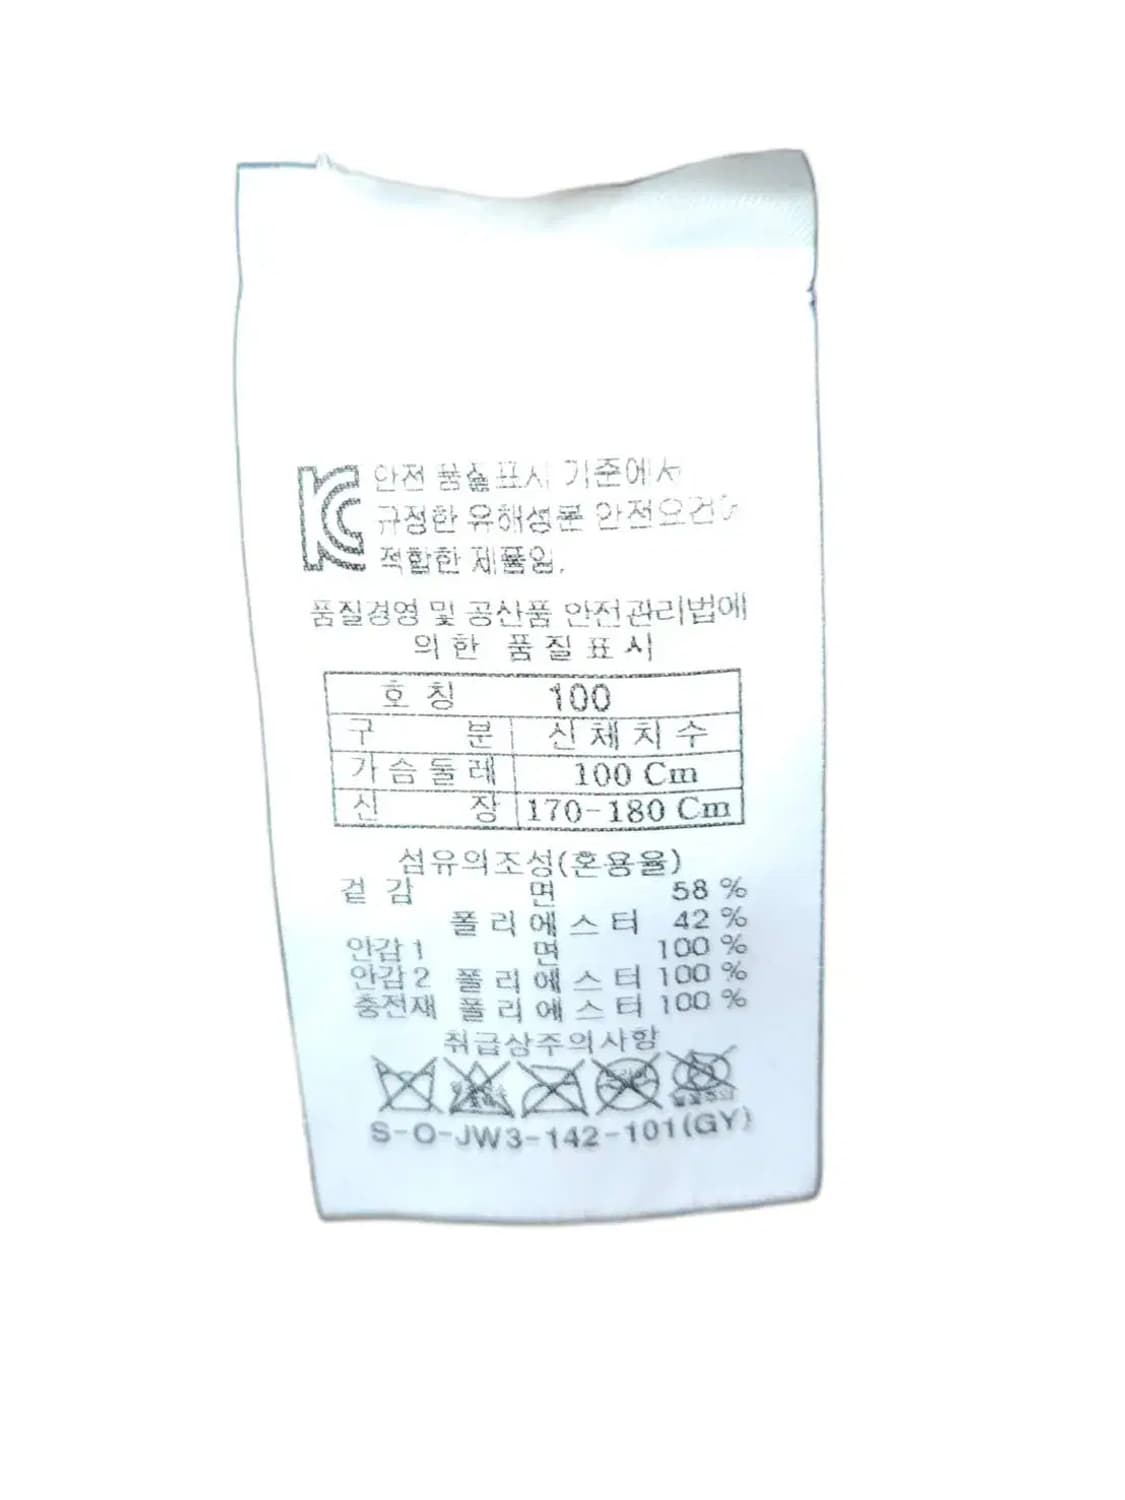 KC
안전 품질표시 기준에서
규정한 유해성분 안전요건에
적합한 제품임.
품질경영 및 공산품 안전관리법에
의한 품질표시
호칭 100
구 분 신체치수
가슴둘레 100 Cm
신 장 170-180 Cm
섬유의조성(혼용율)
겉 감 면 58 %
폴리에스터 42 %
안감1 면 100 %
안감2 폴리에스터 100 %
충전재 폴리에스터 100 %
취급상주의사항
S-O-JW3-142-101(GY)